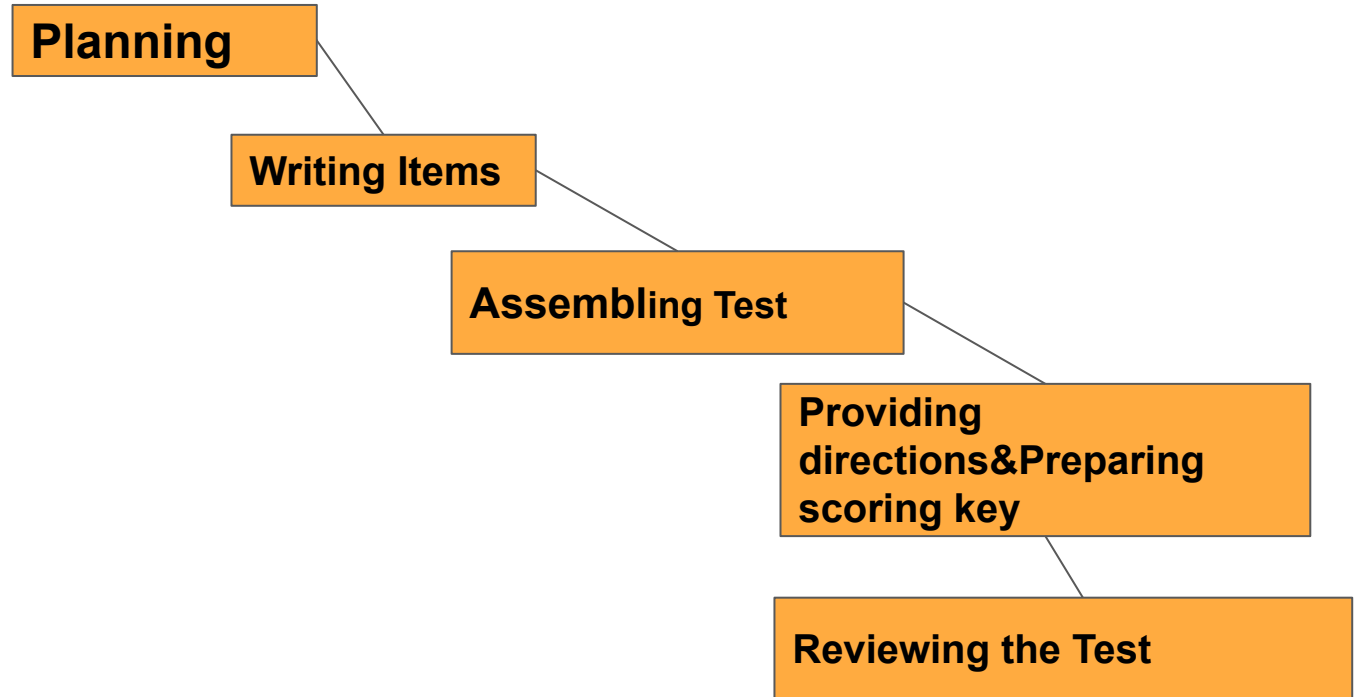 Planning
Writing Items
Assembling Test
Providing
directions&Preparing
scoring key
Reviewing the Test